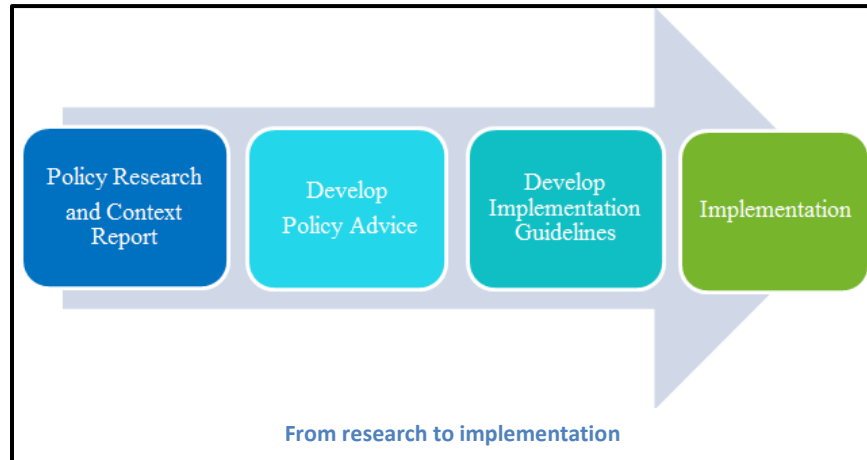 Policy Research
and Context
Report
Develop
Policy Advice
Develop
Implementation
Guidelines
Implementation
From research to implementation